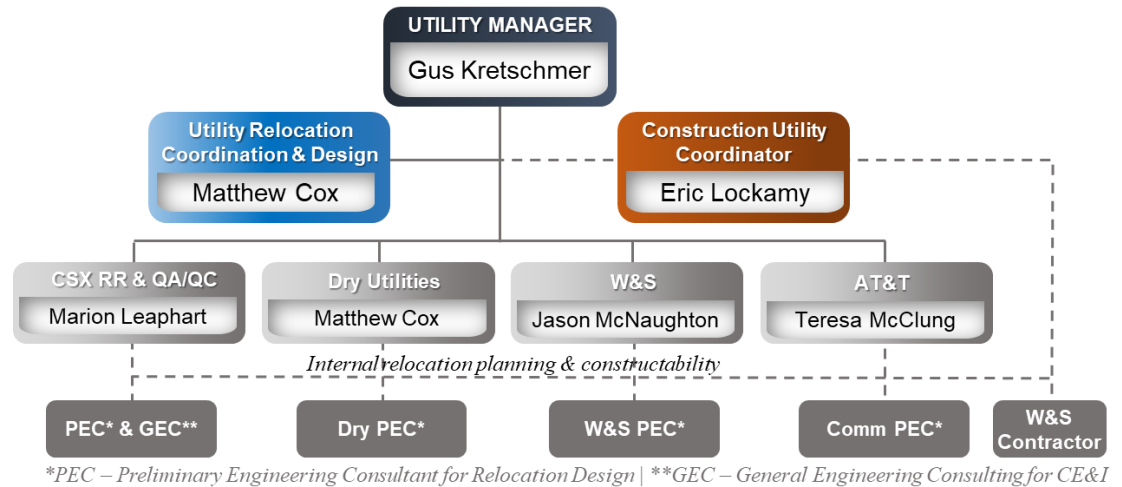 UTILITY MANAGER
Gus Kretschmer
Utility Relocation
Coordination & Design
Matthew Cox
Construction Utility
Coordinator
Eric Lockamy
CSX RR & QA/QC
Marion Leaphart
Dry Utilities
Matthew Cox
W&S
Jason McNaughton
AT&T
Teresa McClung
Internal relocation planning & constructability
PEC* & GEC**
Dry PEC*
W&S PEC*
Comm PEC*
W&S
Contractor
*PEC – Preliminary Engineering Consultant for Relocation Design | **GEC – General Engineering Consulting for CE&I